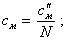 c_м = c_м^н / N ;